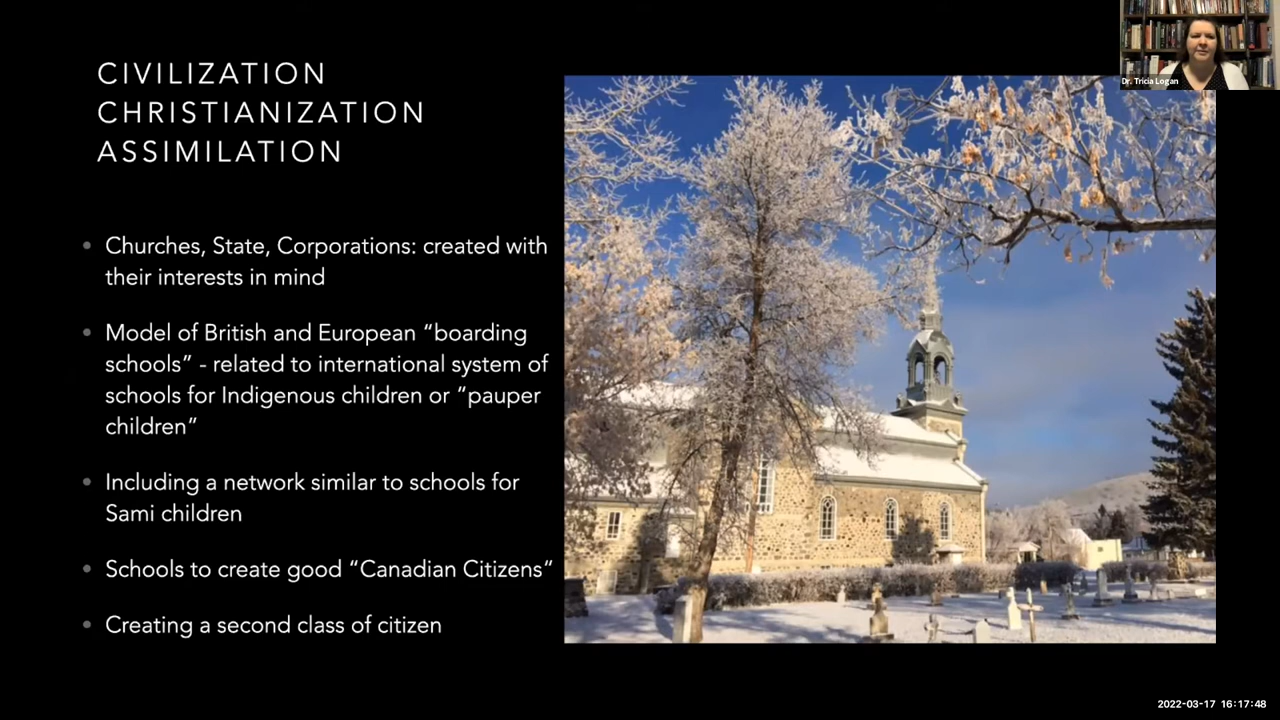 CIVILIZATION
CHRISTIANIZATION
ASSIMILATION
• Churches, State, Corporations: created with
their interests in mind
• Model of British and European “boarding
schools” - related to international system of
schools for Indigenous children or “pauper
children”
• Including a network similar to schools for
Sami children
• Schools to create good “Canadian Citizens”
• Creating a second class of citizen
Dr. Tricia Logan
2022-03-17 16:17:48